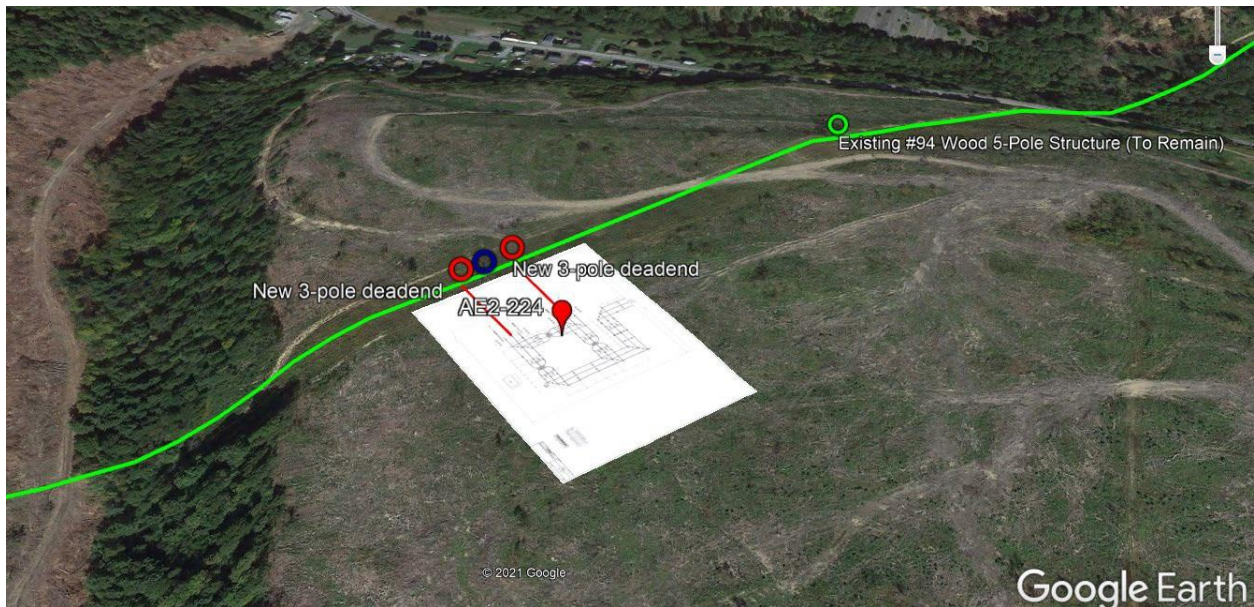 Existing #94 Wood 5-Pole Structure (To Remain)
New 3-pole deadend
New 3-pole deadend
AE2-224
© 2021 Google
Google Earth